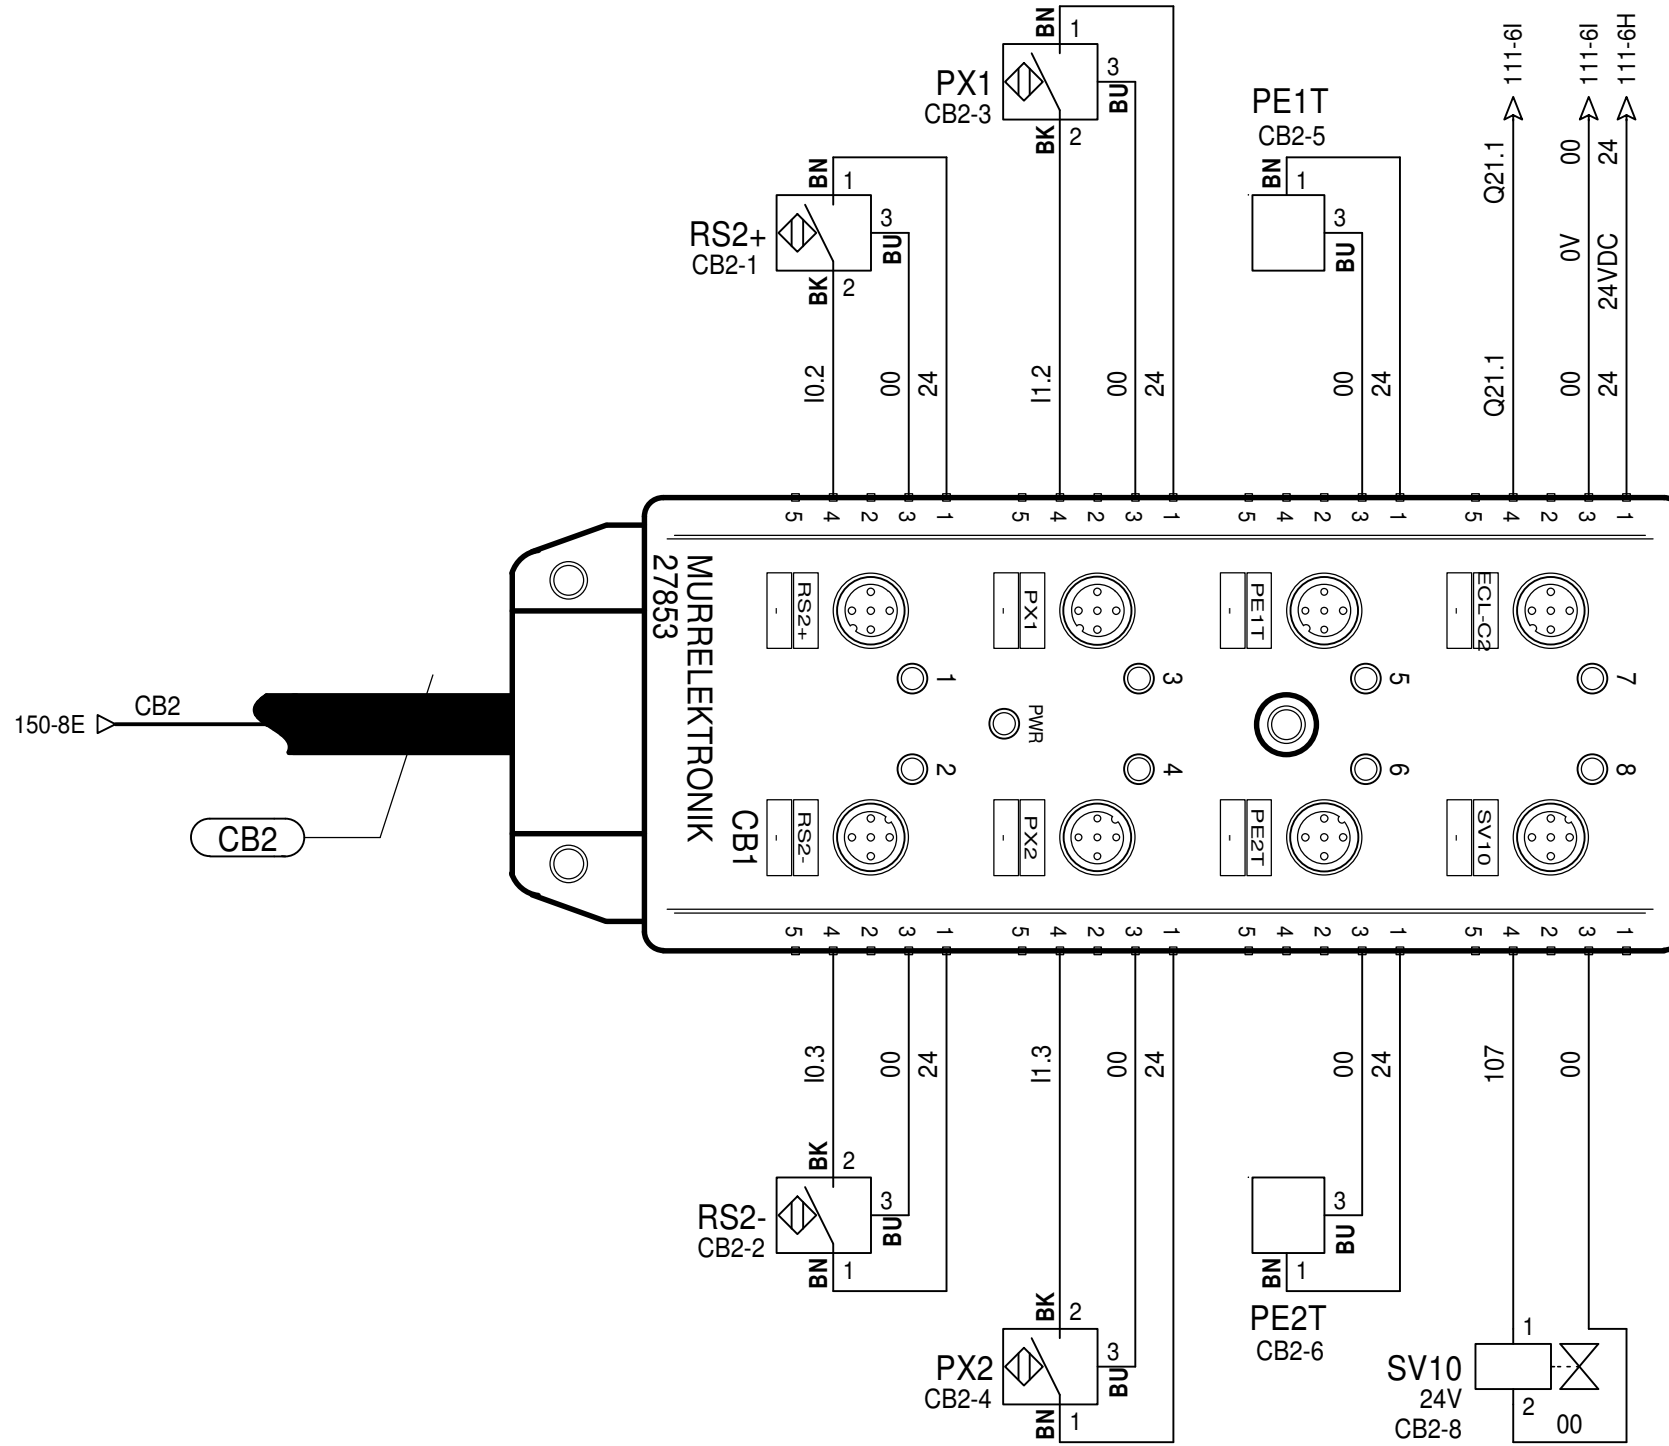 BN
1
PX1
CB2-3
3
BU
BK
2
111-6I
111-6I
111-6H
PE1T
CB2-5
BN
1
3
BU
Q21.1
00
24
0V
24VDC
BN
1
RS2+
CB2-1
3
BU
BK
2
I0.2
00
24
I1.2
00
24
00
24
Q21.1
00
24
5
4
2
3
1
5
4
2
3
1
5
4
2
3
1
5
4
2
3
1
MURRELEKTRONIK
27853
RS2+
-
PX1
-
PE1T
-
ECL-C2
-
1
3
5
7
PWR
2
4
6
8
CB1
RS2-
-
PX2
-
PE2T
-
SV10
-
150-8E
CB2
CB2
5
4
2
3
1
5
4
2
3
1
5
4
2
3
1
5
4
2
3
1
I0.3
00
24
I1.3
00
24
00
24
107
00
BK
2
RS2-
CB2-2
3
BU
BN
1
BK
2
PX2
CB2-4
3
BU
BN
1
3
BU
BN
1
PE2T
CB2-6
1
SV10
24V
CB2-8
2
00